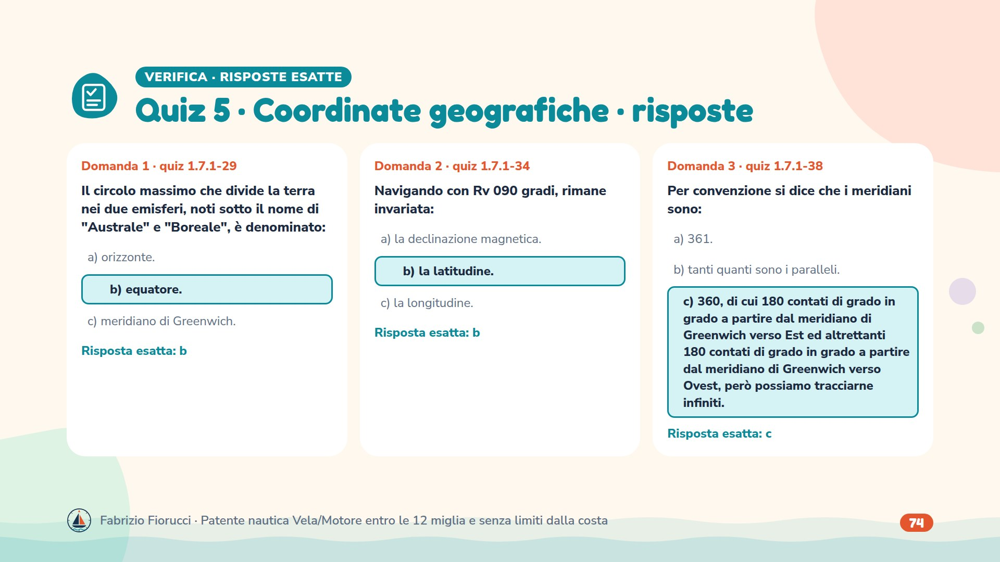 VERIFICA · RISPOSTE ESATTE
Quiz 5 · Coordinate geografiche · risposte
Domanda 1 · quiz 1.7.1-29
Il circolo massimo che divide la terra
nei due emisferi, noti sotto il nome di
"Australe" e "Boreale", è denominato:
a) orizzonte.
b) equatore.
c) meridiano di Greenwich.
Risposta esatta: b
Domanda 2 · quiz 1.7.1-34
Navigando con Rv 090 gradi, rimane
invariata:
a) la declinazione magnetica.
b) la latitudine.
c) la longitudine.
Risposta esatta: b
Domanda 3 · quiz 1.7.1-38
Per convenzione si dice che i meridiani
sono:
a) 361.
b) tanti quanti sono i paralleli.
c) 360, di cui 180 contati di grado in
grado a partire dal meridiano di
Greenwich verso Est ed altrettanti
180 contati di grado in grado a partire
dal meridiano di Greenwich verso
Ovest, però possiamo tracciarne
infiniti.
Risposta esatta: c
Fabrizio Fiorucci · Patente nautica Vela/Motore entro le 12 miglia e senza limiti dalla costa
74